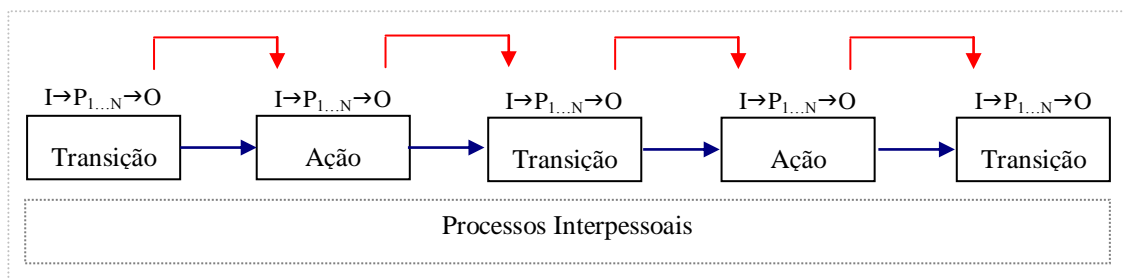 I→P1…N→O I→P1…N→O I→P1…N→O I→P1…N→O I→P1…N→O
Transição Ação Transição Ação Transição
Processos Interpessoais